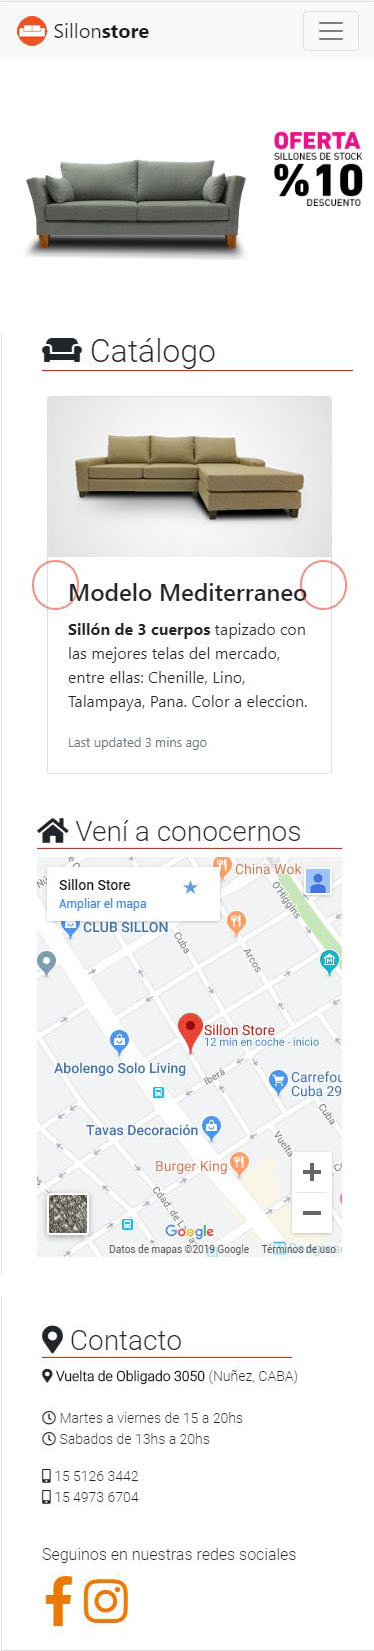 Sillonstore
OFERTA
SILLONES DE STOCK
%10
DESCUENTO
Catálogo
Modelo Mediterraneo
Sillón de 3 cuerpos tapizado con
las mejores telas del mercado,
entre ellas: Chenille, Lino,
Talampaya, Pana. Color a eleccion.
Last updated 3 mins ago
Vení a conocernos
China Wok
Sillon Store
Ampliar el mapa
O'Higgins
CLUB SILLON
Cuba
Arcos
Sillon Store
12 min en coche - inicio
Abolengo Solo Living
Iberá
Carrefou
Cuba 29
Tavas Decoración
Cuba
Vuelta
Burger King
Cdad. de La
Google
Datos de mapas ©2019 Google Términos de uso
Contacto
Vuelta de Obligado 3050 (Nuñez, CABA)
Martes a viernes de 15 a 20hs
Sabados de 13hs a 20hs
15 5126 3442
15 4973 6704
Seguinos en nuestras redes sociales